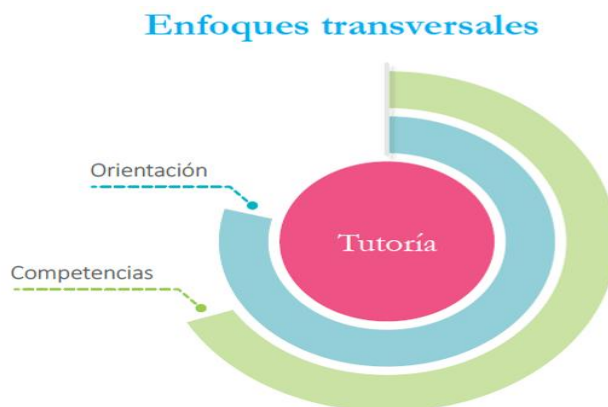 Enfoques transversales
Orientación
Tutoría
Competencias